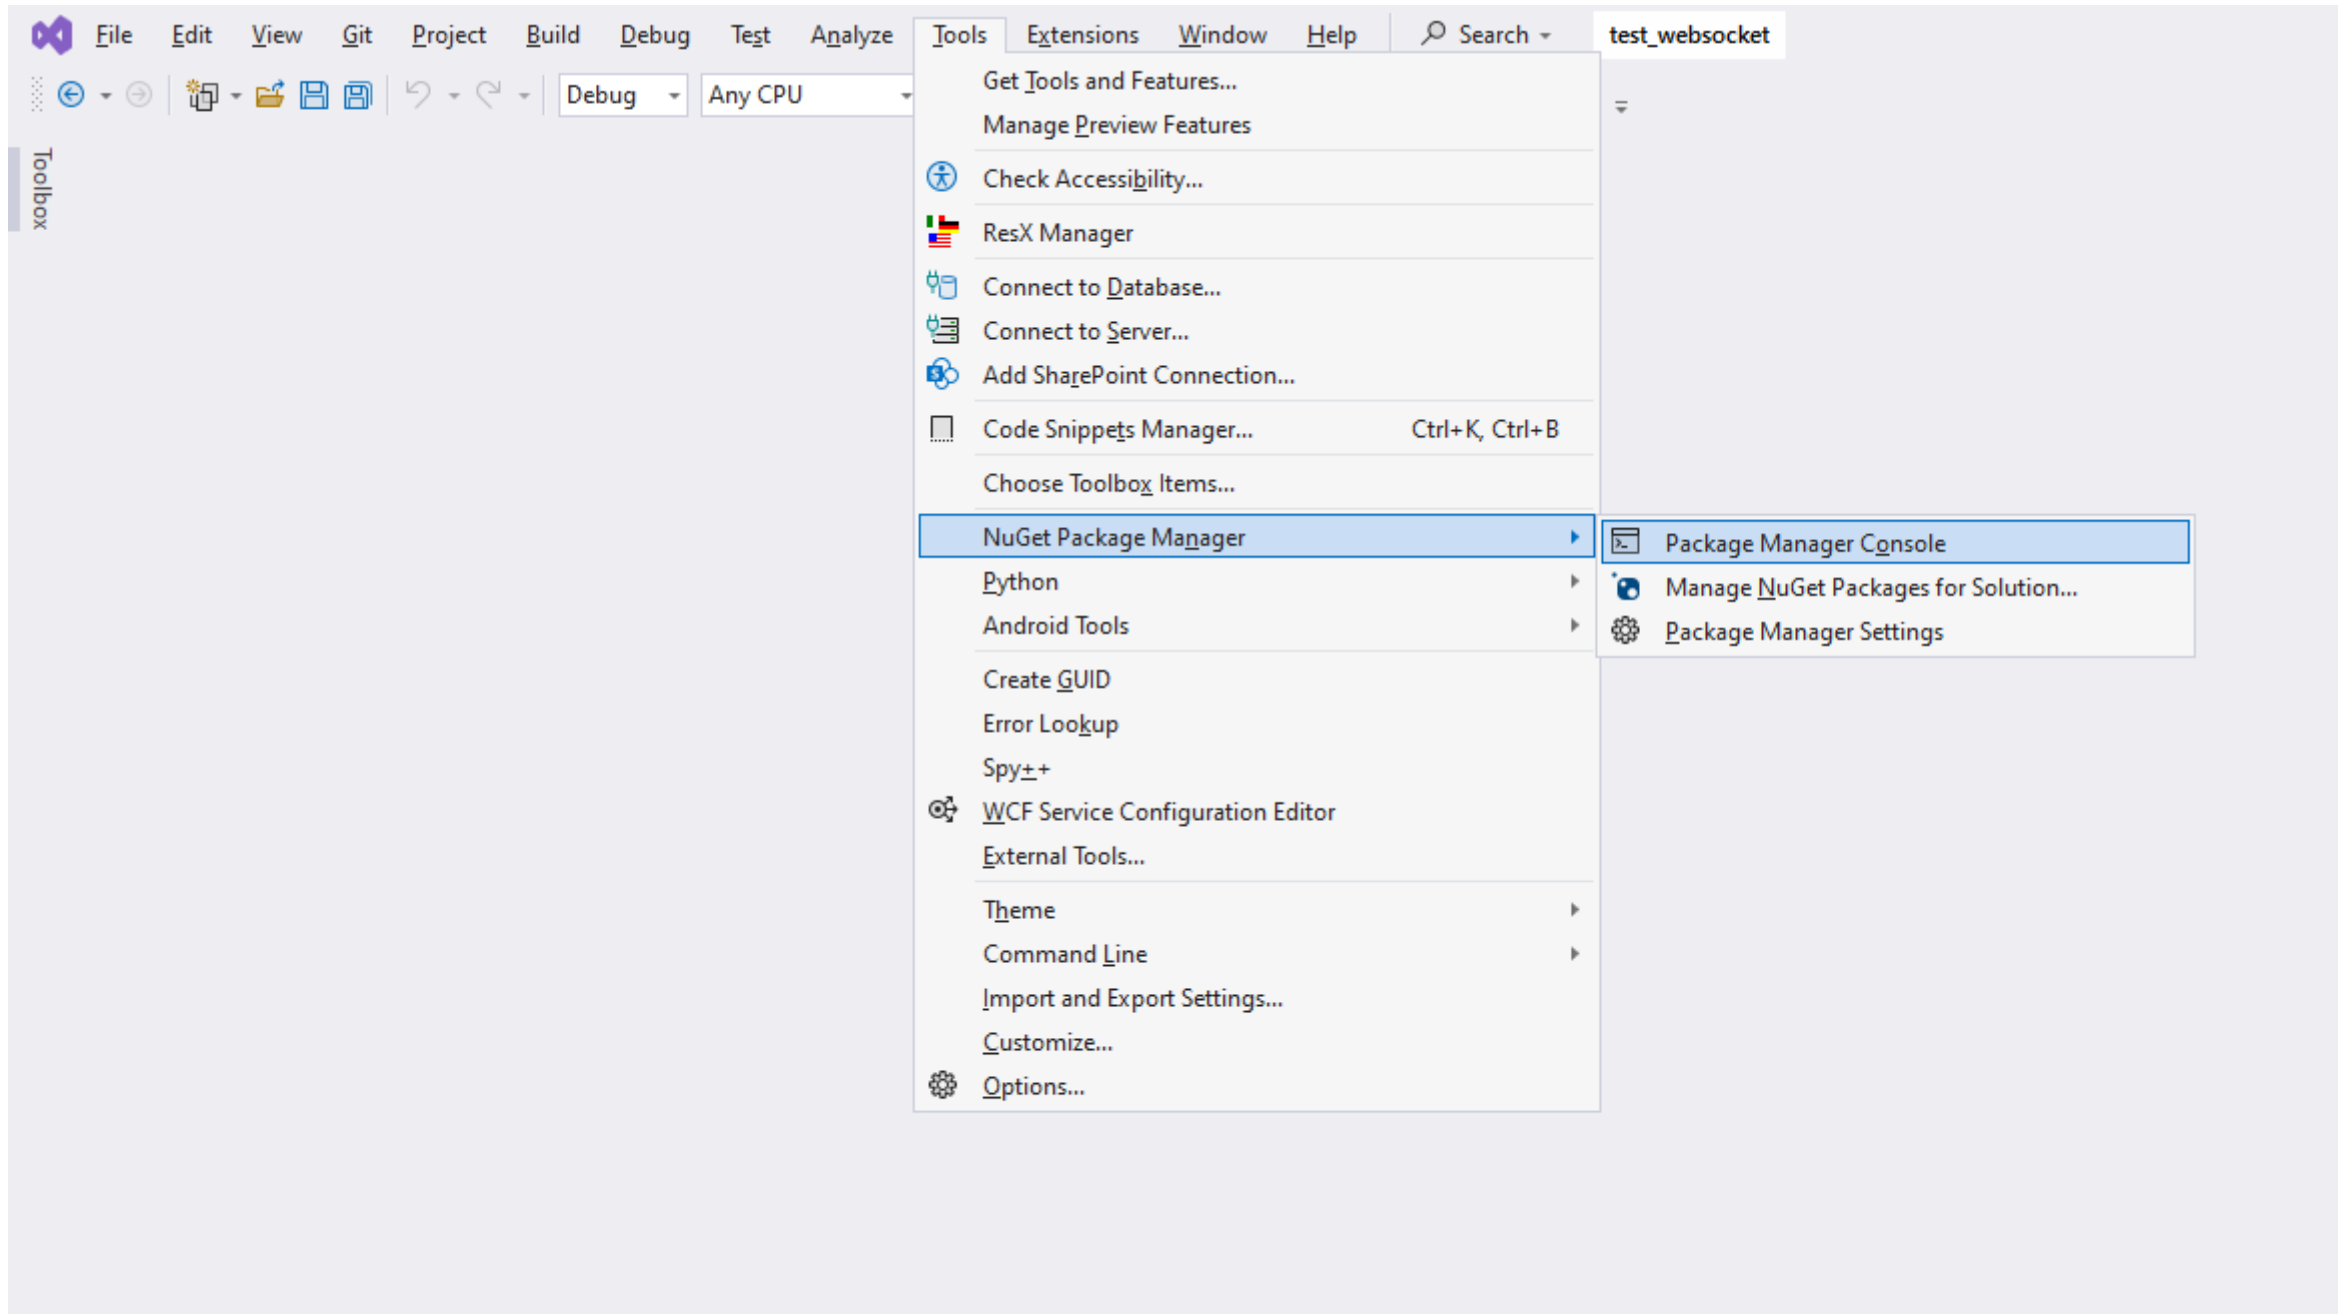 File Edit View Git Project Build Debug Test Analyze Tools Extensions Window Help Search test_websocket
Debug Any CPU
Toolbox
Get Tools and Features...
Manage Preview Features
Check Accessibility...
ResX Manager
Connect to Database...
Connect to Server...
Add SharePoint Connection...
Code Snippets Manager... Ctrl+K, Ctrl+B
Choose Toolbox Items...
NuGet Package Manager
Package Manager Console
Manage NuGet Packages for Solution...
Package Manager Settings
Python
Android Tools
Create GUID
Error Lookup
Spy++
WCF Service Configuration Editor
External Tools...
Theme
Command Line
Import and Export Settings...
Customize...
Options...